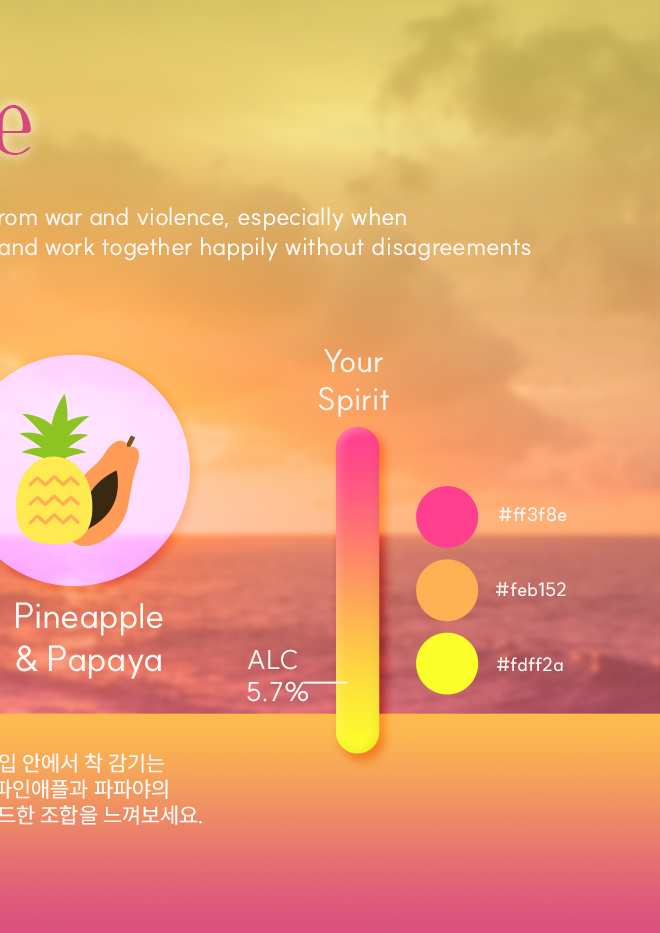 e
rom war and violence, especially when
and work together happily without disagreements
Your
Spirit
#ff3f8e
#feb152
#fdff2a
Pineapple
& Papaya
ALC
5.7%
입 안에서 착 감기는
파인애플과 파파야의
드한 조합을 느껴보세요.